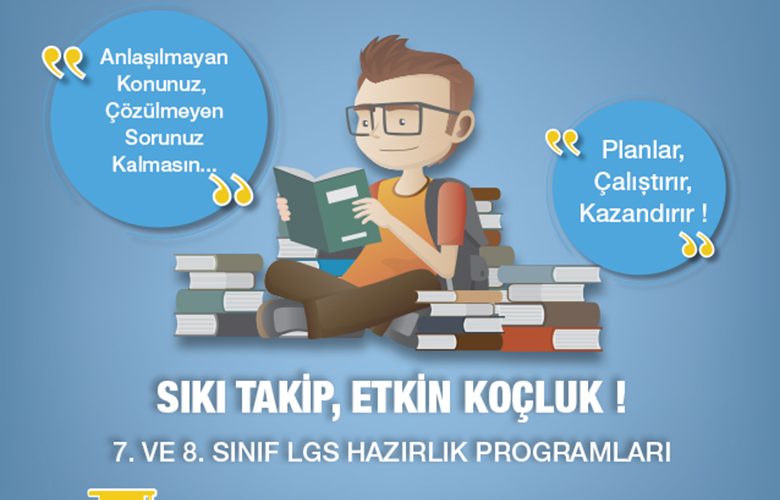 Anlaşılmayan
Konunuz,
Çözülmeyen
Sorunuz
Kalmasın...
Planlar,
Çalıştırır,
Kazandırır !
SIKI TAKİP, ETKİN KOÇLUK !
7. VE 8. SINIF LGS HAZIRLIK PROGRAMLARI